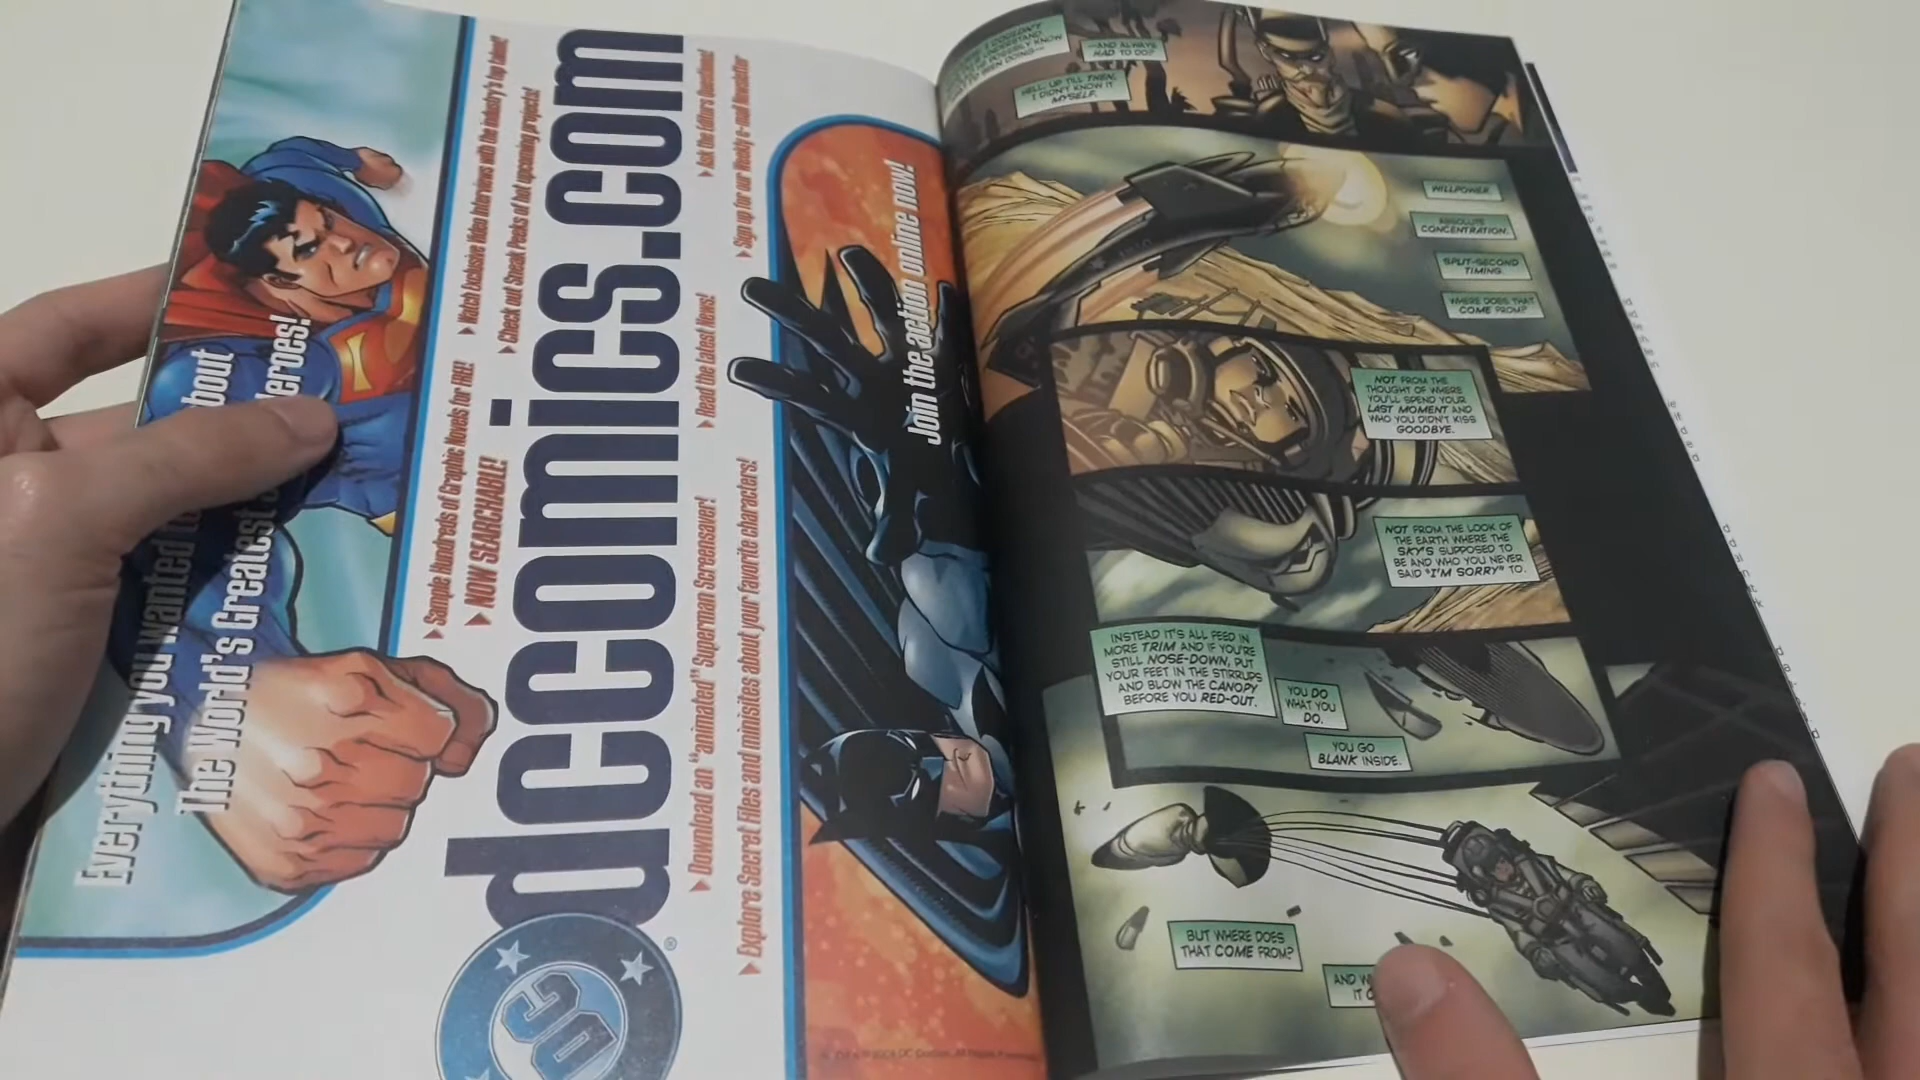 Everything you wanted
bout
The World's Greatest
Heroes!
▸ Sample Hundreds of Graphic Novels for FREE!
▸ Watch Exclusive Video Interviews with the industry's top talent!
▸ NOW SEARCHABLE!
▸ Check out Sneak Peeks of hot upcoming projects!
dccomics.com
DC
®
▸ Download an "animated" Superman Screensaver!
▸ Read the latest News!
▸ Ask the Editors Questions!
▸ Explore Secret Files and minisites about your favorite characters!
▸ Sign up for our Weekly e-mail Newsletter
Join the action online now!
—AND ALWAYS
HAD TO DO?
HELL, UP TILL THEN,
I DIDN'T KNOW IT
MYSELF.
WILLPOWER.
ABSOLUTE
CONCENTRATION.
SPLIT-SECOND
TIMING.
WHERE DOES THAT
COME FROM?
NOT FROM THE
THOUGHT OF WHERE
YOU'LL SPEND YOUR
LAST MOMENT AND
WHO YOU DIDN'T KISS
GOODBYE.
NOT FROM THE LOOK OF
THE EARTH WHERE THE
SKY'S SUPPOSED TO
BE AND WHO YOU NEVER
SAID "I'M SORRY" TO.
INSTEAD IT'S ALL FEED IN
MORE TRIM AND IF YOU'RE
STILL NOSE-DOWN, PUT
YOUR FEET IN THE STIRRUPS
AND BLOW THE CANOPY
BEFORE YOU RED-OUT.
YOU DO
WHAT YOU
DO.
YOU GO
BLANK INSIDE.
BUT WHERE DOES
THAT COME FROM?
AND
IT